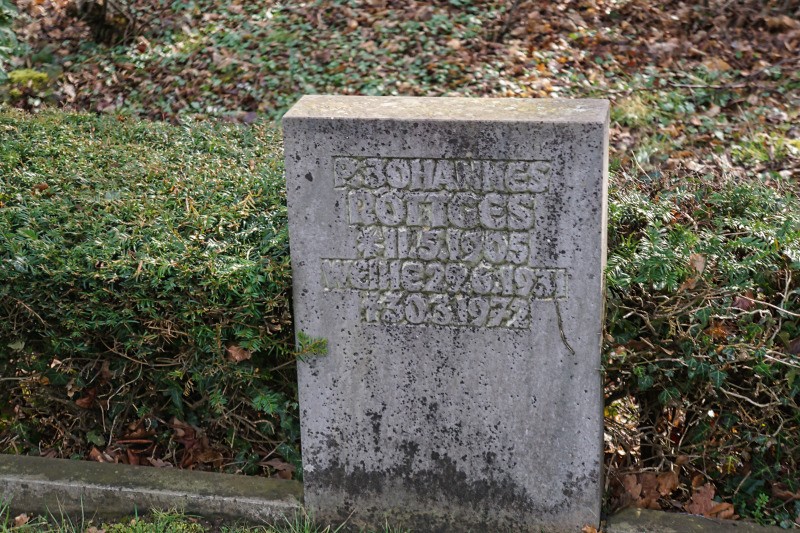 P. JOHANNES
RÖTTGES
* 11.5.1905
WEIHE 29.6.1931
† 30.3.1972